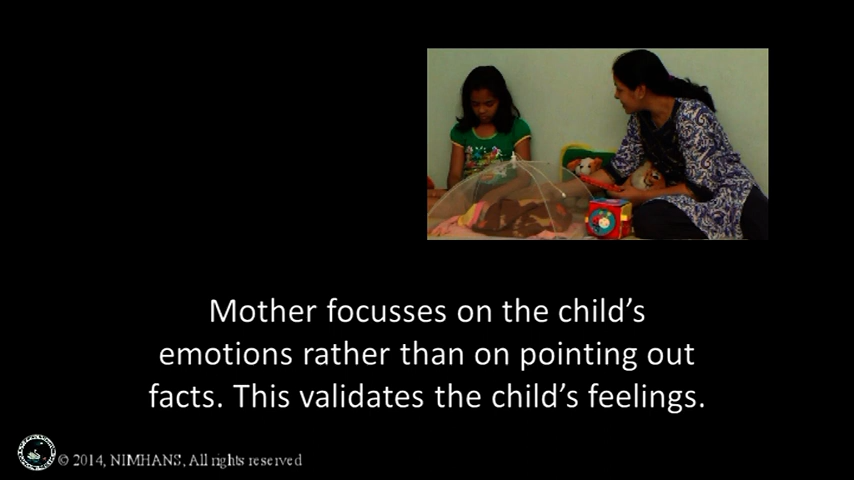 Mother focusses on the child's
emotions rather than on pointing out
facts. This validates the child's feelings.
© 2014, NIMHANS, All rights reserved